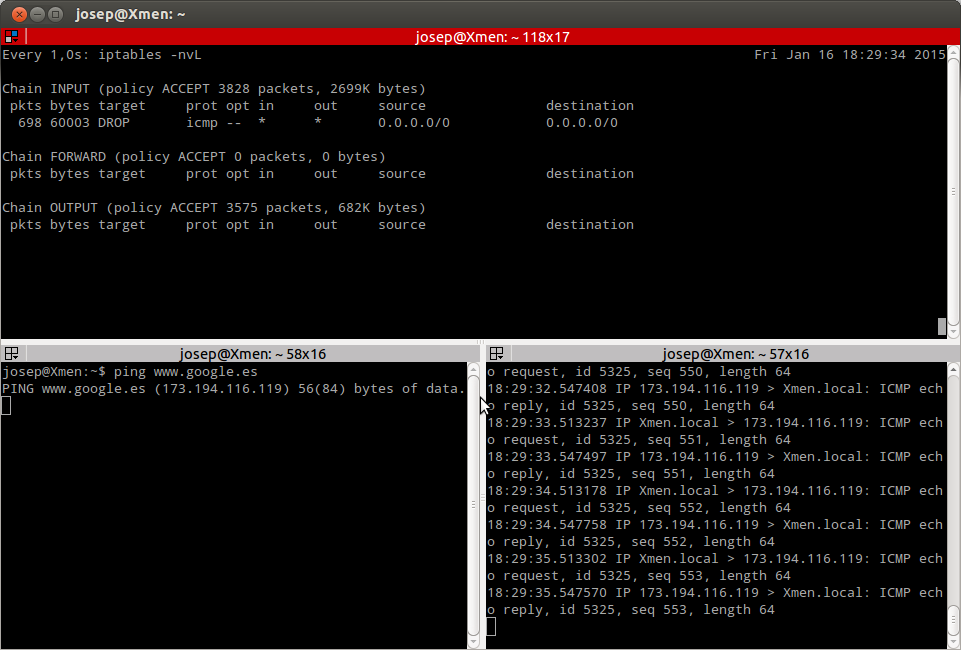 josep@Xmen: ~
josep@Xmen: ~ 118x17
Every 1,0s: iptables -nvL Fri Jan 16 18:29:34 2015
Chain INPUT (policy ACCEPT 3828 packets, 2699K bytes)
pkts bytes target prot opt in out source destination
698 60003 DROP icmp -- * * 0.0.0.0/0 0.0.0.0/0
Chain FORWARD (policy ACCEPT 0 packets, 0 bytes)
pkts bytes target prot opt in out source destination
Chain OUTPUT (policy ACCEPT 3575 packets, 682K bytes)
pkts bytes target prot opt in out source destination
josep@Xmen: ~ 58x16
josep@Xmen:~$ ping www.google.es
PING www.google.es (173.194.116.119) 56(84) bytes of data.
josep@Xmen: ~ 57x16
o request, id 5325, seq 550, length 64
18:29:32.547408 IP 173.194.116.119 > Xmen.local: ICMP ech
o reply, id 5325, seq 550, length 64
18:29:33.513237 IP Xmen.local > 173.194.116.119: ICMP ech
o request, id 5325, seq 551, length 64
18:29:33.547497 IP 173.194.116.119 > Xmen.local: ICMP ech
o reply, id 5325, seq 551, length 64
18:29:34.513178 IP Xmen.local > 173.194.116.119: ICMP ech
o request, id 5325, seq 552, length 64
18:29:34.547758 IP 173.194.116.119 > Xmen.local: ICMP ech
o reply, id 5325, seq 552, length 64
18:29:35.513302 IP Xmen.local > 173.194.116.119: ICMP ech
o request, id 5325, seq 553, length 64
18:29:35.547570 IP 173.194.116.119 > Xmen.local: ICMP ech
o reply, id 5325, seq 553, length 64